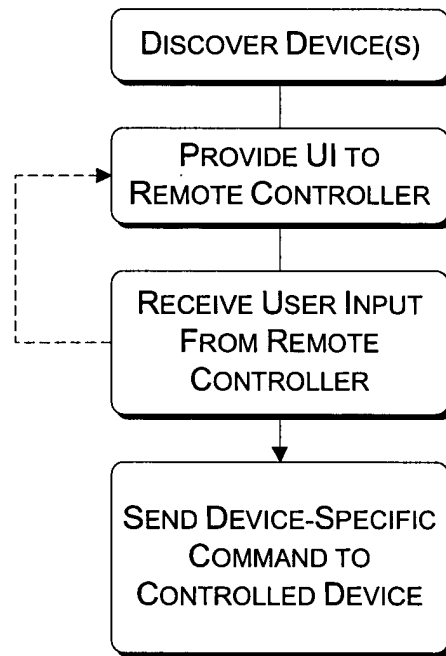 DISCOVER DEVICE(S)
PROVIDE UI TO
REMOTE CONTROLLER
RECEIVE USER INPUT
FROM REMOTE
CONTROLLER
SEND DEVICE-SPECIFIC
COMMAND TO
CONTROLLED DEVICE